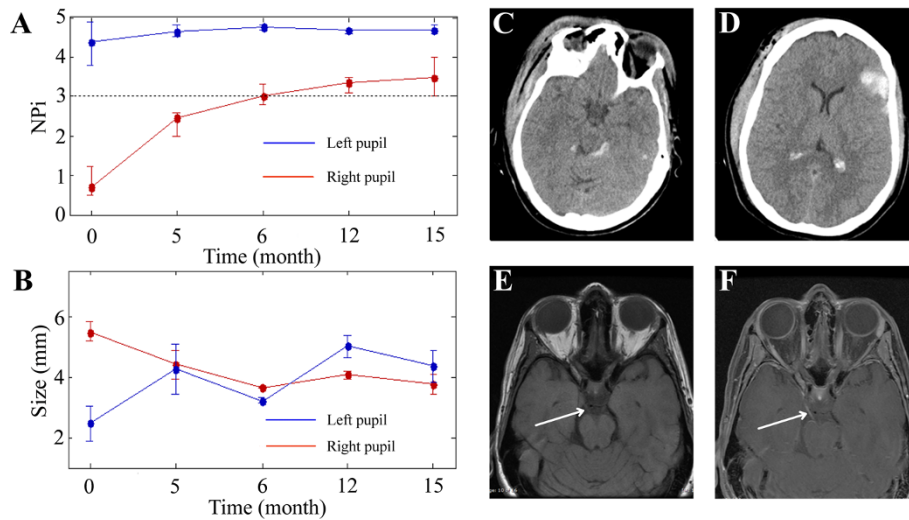 A
NPi
5
4
3
2
1
0
Left pupil
Right pupil
0 5 6 12 15
Time (month)
B
Size (mm)
6
4
2
Left pupil
Right pupil
0 5 6 12 15
Time (month)
C
D
E
F